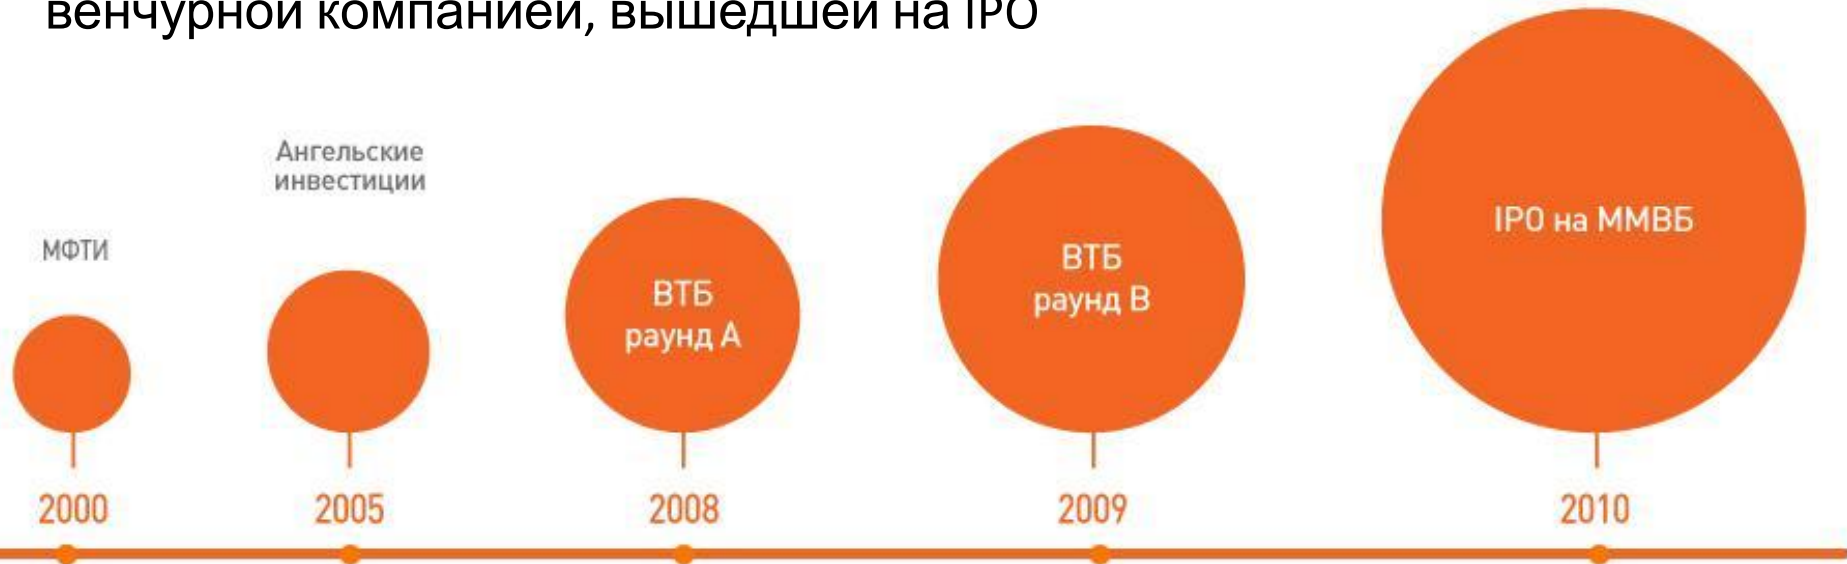 венчурной компанией, вышедшей на IPO
МФТИ
Ангельские
инвестиции
ВТБ
раунд А
ВТБ
раунд В
IPO на ММВБ
2000
2005
2008
2009
2010